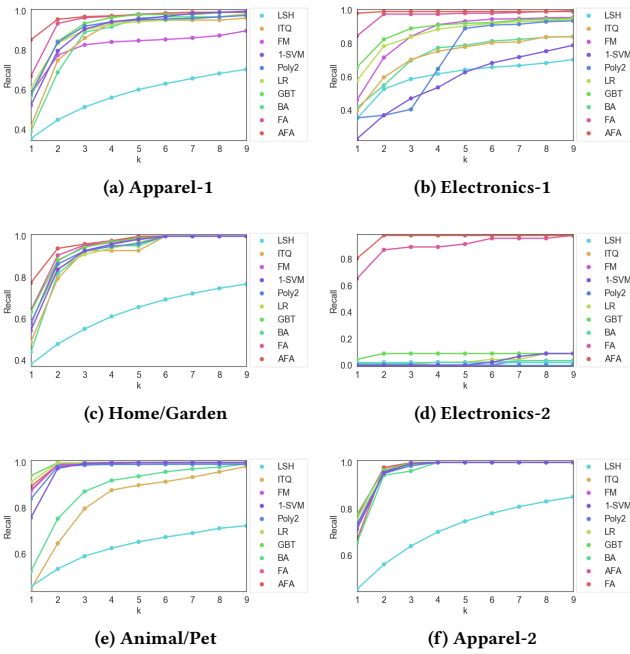 1.0
0.8
0.6
0.4
Recall
1 2 3 4 5 6 7 8 9
k
LSH
ITQ
FM
1-SVM
Poly2
LR
GBT
BA
FA
AFA
(a) Apparel-1
1.0
0.8
0.6
0.4
Recall
1 2 3 4 5 6 7 8 9
k
LSH
ITQ
FM
1-SVM
Poly2
LR
GBT
BA
FA
AFA
(b) Electronics-1
1.0
0.8
0.6
0.4
Recall
1 2 3 4 5 6 7 8 9
k
LSH
ITQ
FM
1-SVM
Poly2
LR
GBT
BA
FA
AFA
(c) Home/Garden
1.0
0.8
0.6
0.4
0.2
0.0
Recall
1 2 3 4 5 6 7 8 9
k
LSH
ITQ
FM
1-SVM
Poly2
LR
GBT
BA
FA
AFA
(d) Electronics-2
1.0
0.8
0.6
Recall
1 2 3 4 5 6 7 8 9
k
LSH
ITQ
FM
1-SVM
Poly2
LR
GBT
BA
FA
AFA
(e) Animal/Pet
1.0
0.8
0.6
Recall
1 2 3 4 5 6 7 8 9
k
LSH
ITQ
FM
1-SVM
Poly2
LR
GBT
BA
AFA
FA
(f) Apparel-2